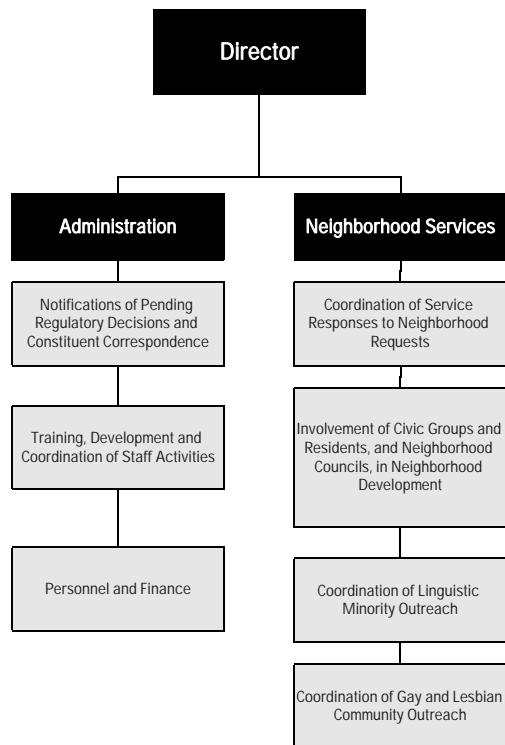 Director
Administration
Notifications of Pending
Regulatory Decisions and
Constituent Correspondence
Training, Development and
Coordination of Staff Activities
Personnel and Finance
Neighborhood Services
Coordination of Service
Responses to Neighborhood
Requests
Involvement of Civic Groups and
Residents, and Neighborhood
Councils, in Neighborhood
Development
Coordination of Linguistic
Minority Outreach
Coordination of Gay and Lesbian
Community Outreach